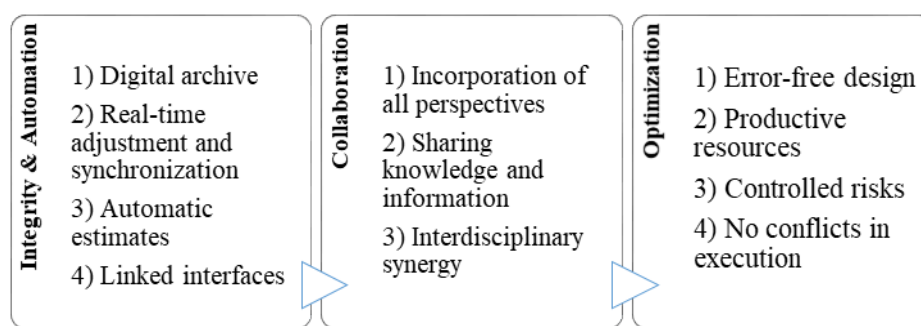 Integrity & Automation
1) Digital archive
2) Real-time
adjustment and
synchronization
3) Automatic
estimates
4) Linked interfaces
Collaboration
1) Incorporation of
all perspectives
2) Sharing
knowledge and
information
3) Interdisciplinary
synergy
Optimization
1) Error-free design
2) Productive
resources
3) Controlled risks
4) No conflicts in
execution